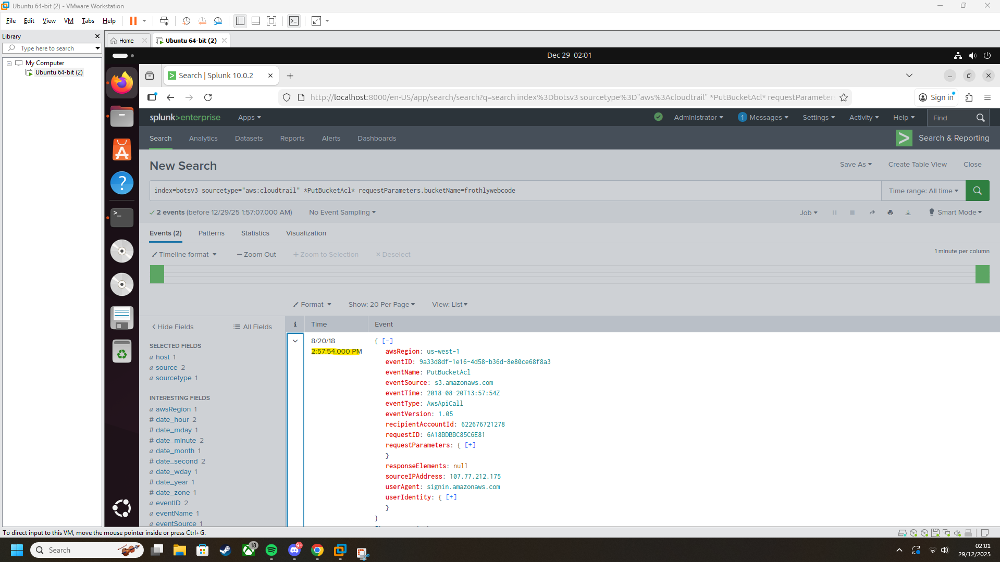 Ubuntu 64-bit (2) - VMware Workstation
File Edit View VM Tabs Help
Library
Home
Ubuntu 64-bit (2)
Type here to search
My Computer
Ubuntu 64-bit (2)
Dec 29 02:01
Search | Splunk 10.0.2
http://localhost:8000/en-US/app/search/search?q=search index%3Dbotsv3 sourcetype%3D"aws%3Acloudtrail" *PutBucketAcl* requestParameter
Sign in
splunk>enterprise
Apps
Administrator
1 Messages
Settings
Activity
Help
Find
Search
Analytics
Datasets
Reports
Alerts
Dashboards
Search & Reporting
New Search
Save As
Create Table View
Close
index=botsv3 sourcetype="aws:cloudtrail" *PutBucketAcl* requestParameters.bucketName=frothlywebcode
Time range: All time
2 events (before 12/29/25 1:57:07.000 AM)
No Event Sampling
Job
Smart Mode
Events (2)
Patterns
Statistics
Visualization
Timeline format
Zoom Out
+ Zoom to Selection
× Deselect
1 minute per column
Format
Show: 20 Per Page
View: List
Hide Fields
All Fields
i
Time
Event
SELECTED FIELDS
a host 1
a source 2
a sourcetype 1
INTERESTING FIELDS
a awsRegion 1
# date_hour 2
# date_mday 1
# date_minute 2
a date_month 1
# date_second 2
a date_wday 1
# date_year 1
# date_zone 1
a eventID 2
a eventName 1
a eventSource 1
8/20/18
2:57:54.000 PM
{ [-]
awsRegion: us-west-1
eventID: 9a33d8df-1e16-4d58-b36d-8e80ce68f8a3
eventName: PutBucketAcl
eventSource: s3.amazonaws.com
eventTime: 2018-08-20T13:57:54Z
eventType: AwsApiCall
eventVersion: 1.05
recipientAccountId: 622676721278
requestID: 6A18BDBBC85C6E81
requestParameters: { [+]
}
responseElements: null
sourceIPAddress: 107.77.212.175
userAgent: signin.amazonaws.com
userIdentity: { [+]
}
}
To direct input to this VM, move the mouse pointer inside or press Ctrl+G.
Search
18
9+
02:01
29/12/2025